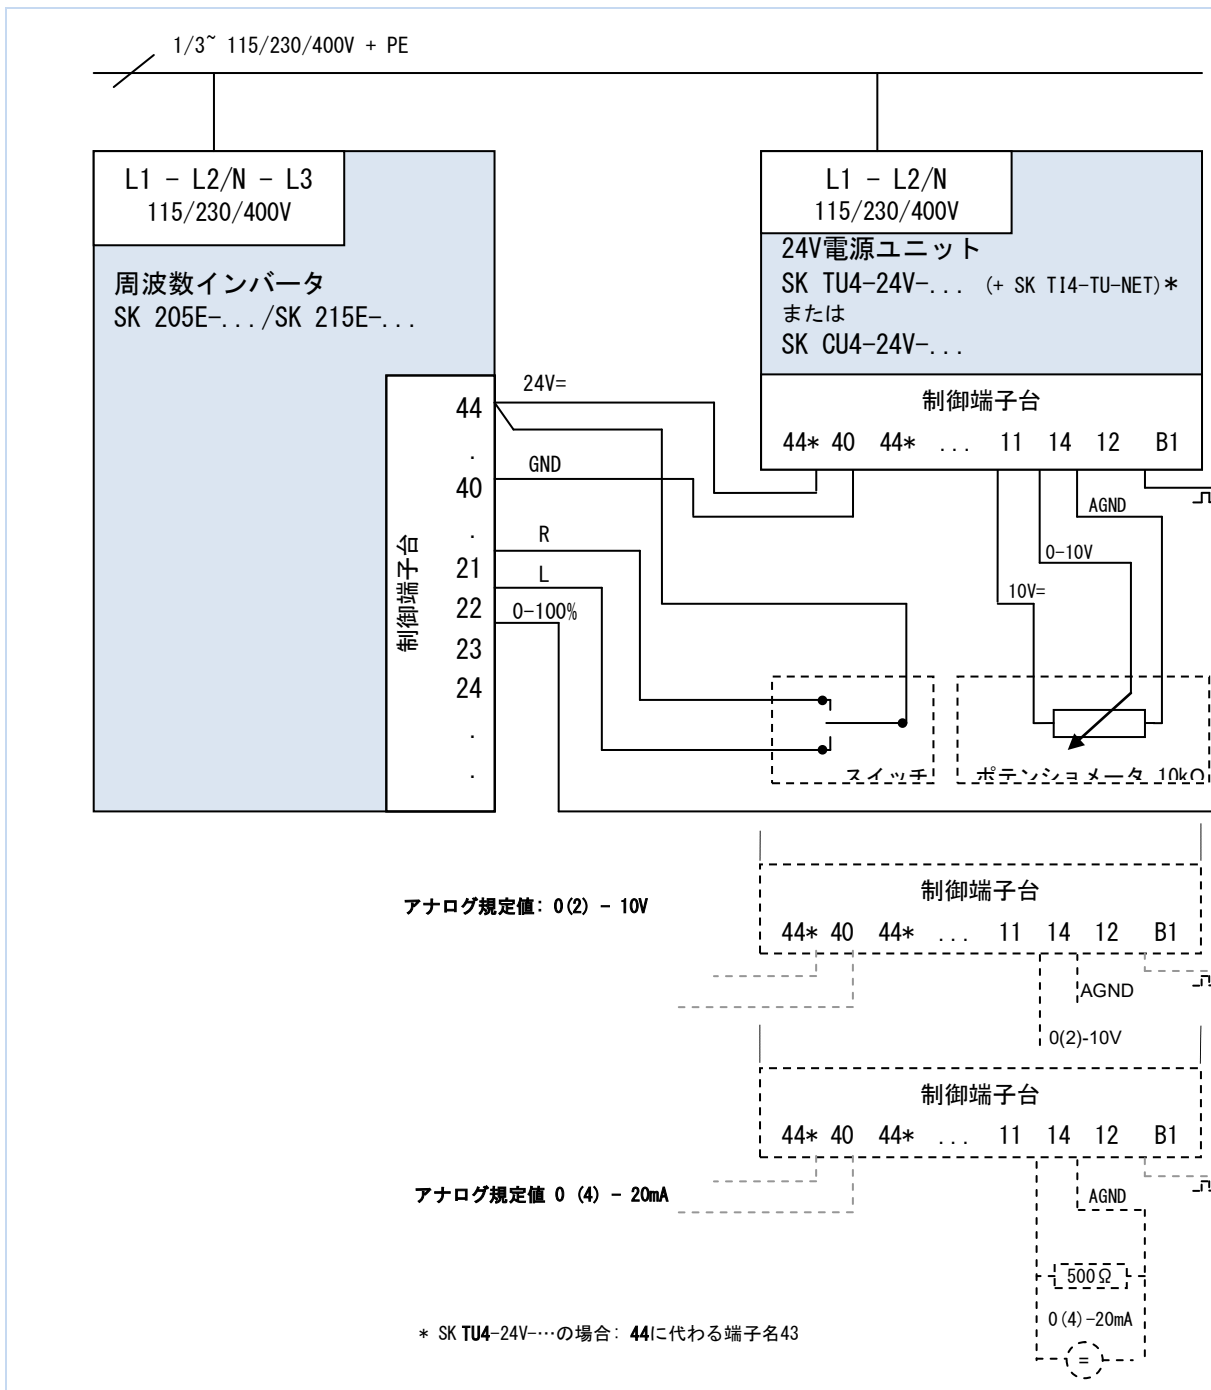 1/3~ 115/230/400V + PE
L1 - L2/N - L3
115/230/400V
周波数インバータ
SK 205E-.../SK 215E-...
L1 - L2/N
115/230/400V
24V電源ユニット
SK TU4-24V-... (+ SK TI4-TU-NET)*
または
SK CU4-24V-...
制御端子台
44* 40 44* ... 11 14 12 B1
制御端子台
44
.
40
.
21
22
23
24
.
.
24V=
GND
R
L
0-100%
AGND
0-10V
10V=
スイッチ
ポテンショメータ 10kΩ
アナログ規定値: 0(2) - 10V
制御端子台
44* 40 44* ... 11 14 12 B1
AGND
0(2)-10V
制御端子台
44* 40 44* ... 11 14 12 B1
アナログ規定値 0 (4) - 20mA
AGND
500Ω
0(4)-20mA
=
* SK TU4-24V-…の場合: 44に代わる端子名43